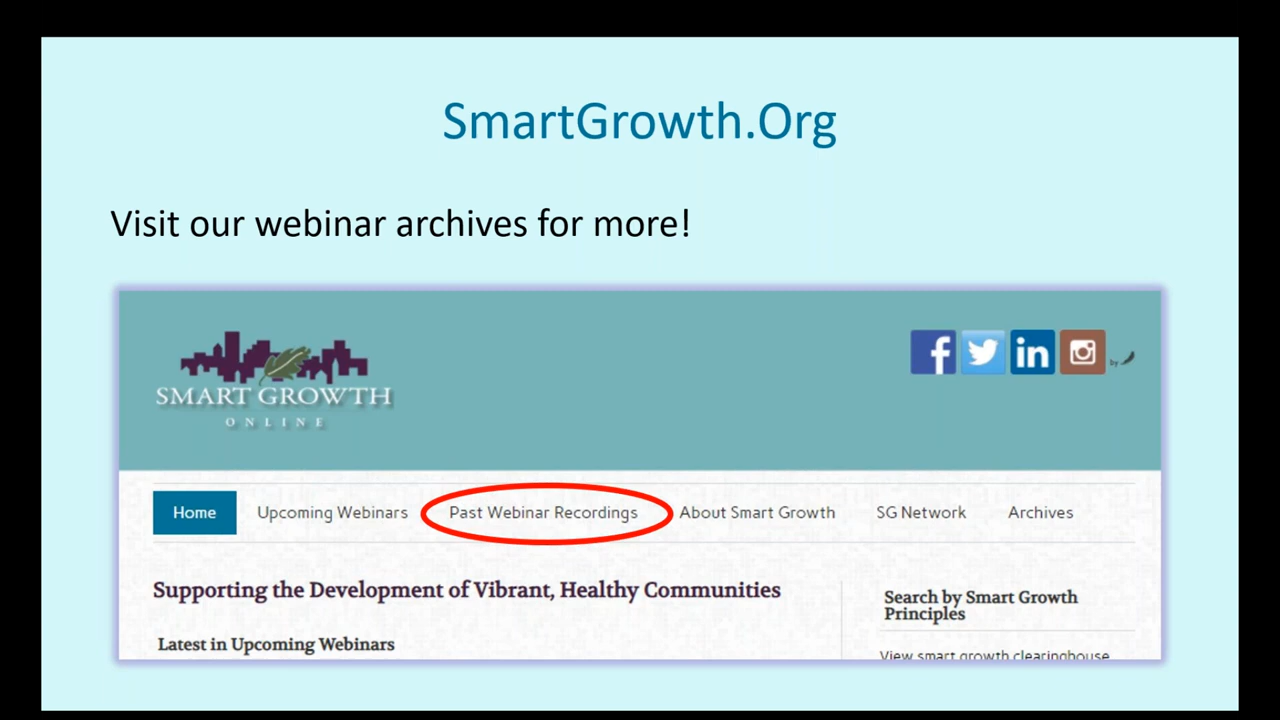 SmartGrowth.Org
Visit our webinar archives for more!
SMART GROWTH
ONLINE
f
in
by
Home Upcoming Webinars Past Webinar Recordings About Smart Growth SG Network Archives
Supporting the Development of Vibrant, Healthy Communities
Latest in Upcoming Webinars
Search by Smart Growth
Principles
View smart growth clearinghouse